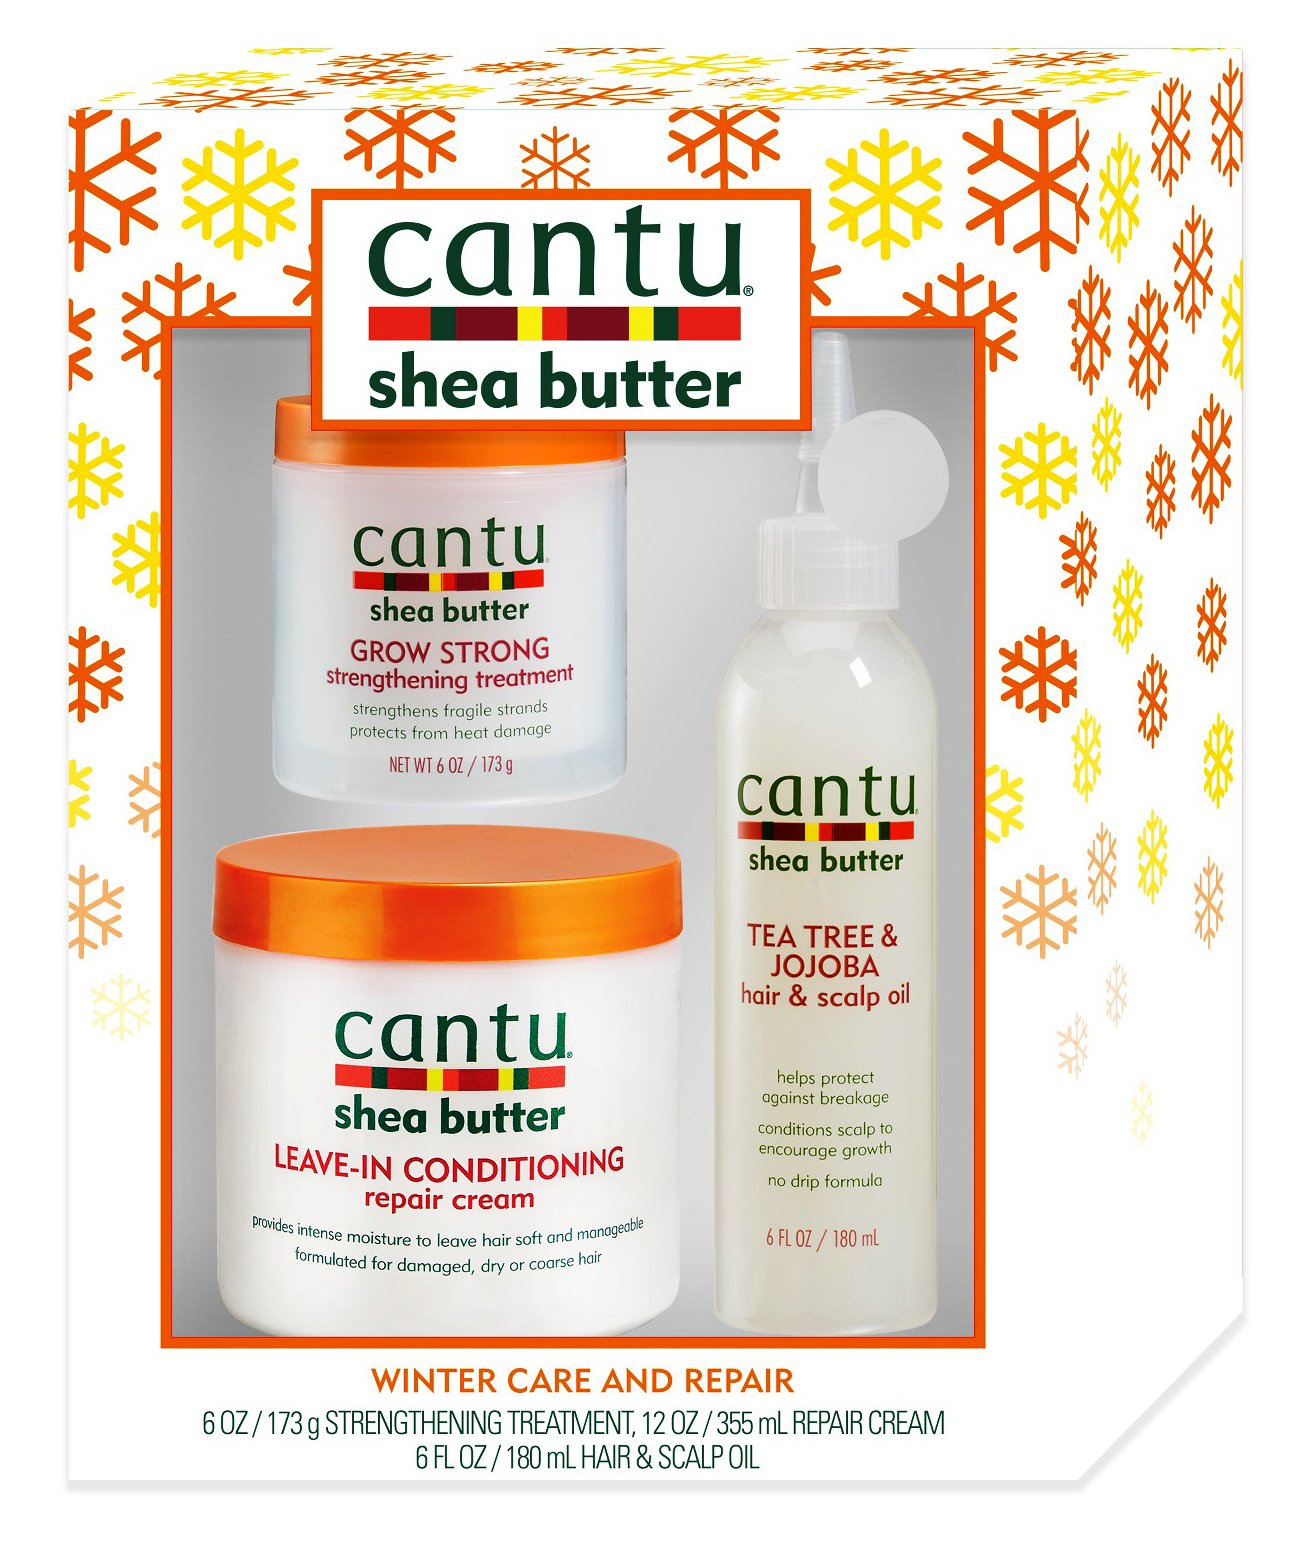 cantu®
shea butter
cantu®
shea butter
GROW STRONG
strengthening treatment
strengthens fragile strands
protects from heat damage
NET WT 6 OZ / 173 g
cantu®
shea butter
LEAVE-IN CONDITIONING
repair cream
provides intense moisture to leave hair soft and manageable
formulated for damaged, dry or coarse hair
cantu®
shea butter
TEA TREE &
JOJOBA
hair & scalp oil
helps protect
against breakage
conditions scalp to
encourage growth
no drip formula
6 FL OZ / 180 mL
WINTER CARE AND REPAIR
6 OZ / 173 g STRENGTHENING TREATMENT, 12 OZ / 355 mL REPAIR CREAM
6 FL OZ / 180 mL HAIR & SCALP OIL